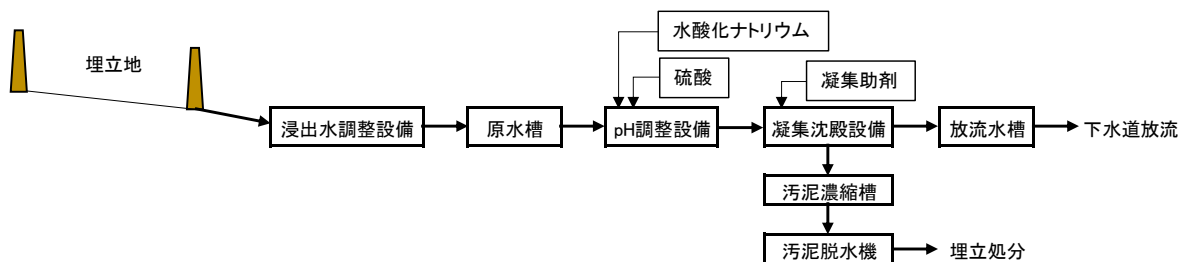 水酸化ナトリウム
埋立地
硫酸
凝集助剤
浸出水調整設備
原水槽
pH調整設備
凝集沈殿設備
放流水槽
下水道放流
汚泥濃縮槽
汚泥脱水機
埋立処分